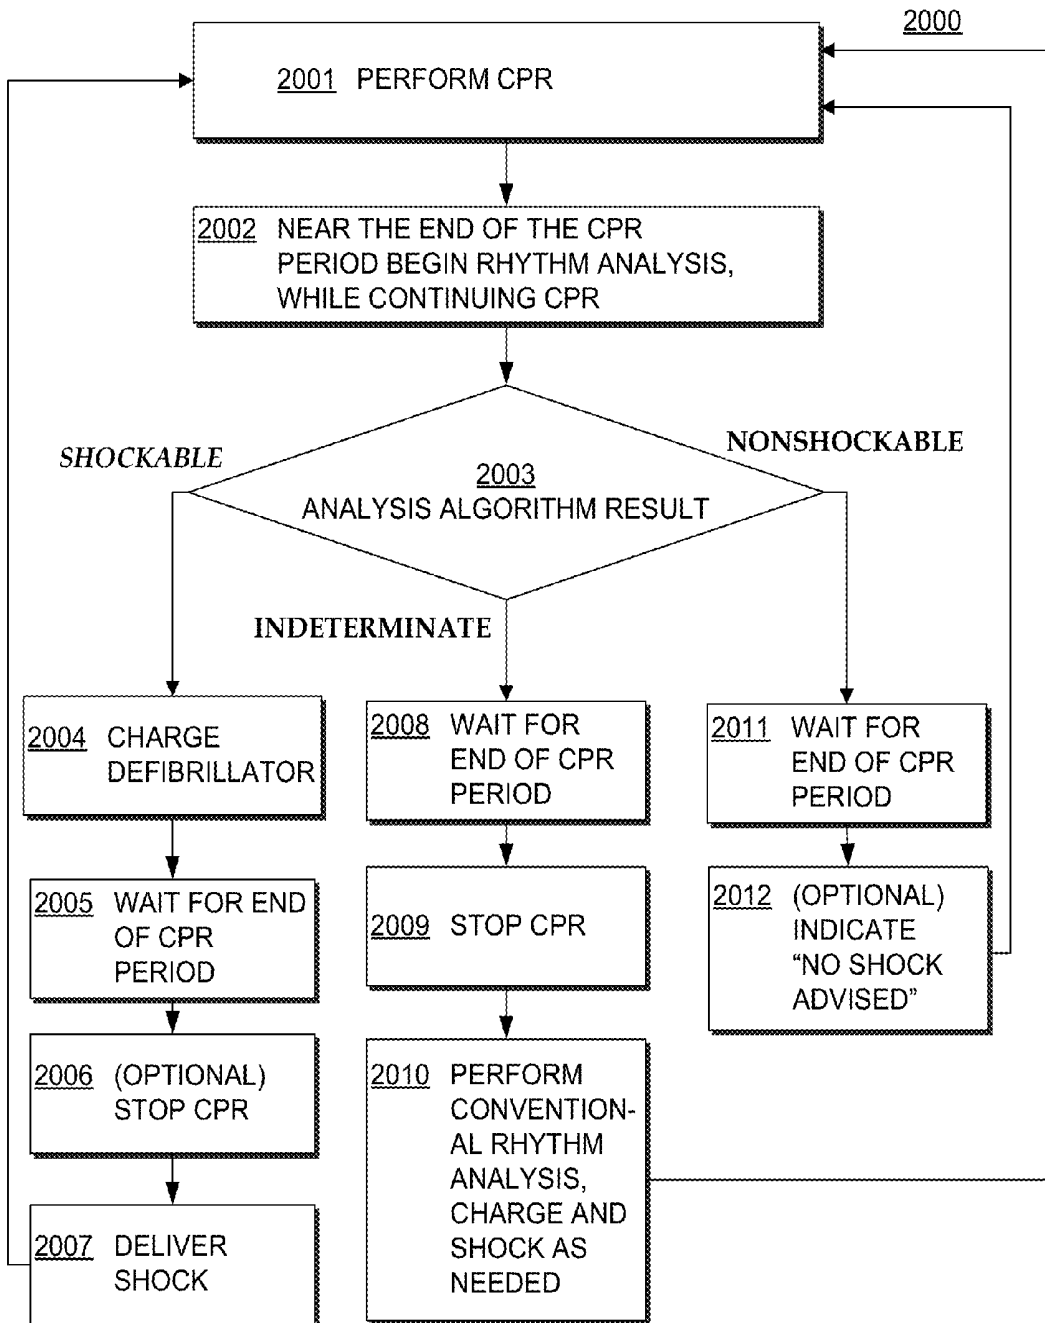 2000
2001 PERFORM CPR
2002 NEAR THE END OF THE CPR
PERIOD BEGIN RHYTHM ANALYSIS,
WHILE CONTINUING CPR
SHOCKABLE
NONSHOCKABLE
2003
ANALYSIS ALGORITHM RESULT
INDETERMINATE
2004 CHARGE
DEFIBRILLATOR
2005 WAIT FOR END
OF CPR
PERIOD
2006 (OPTIONAL)
STOP CPR
2007 DELIVER
SHOCK
2008 WAIT FOR
END OF CPR
PERIOD
2009 STOP CPR
2010 PERFORM
CONVENTION-
AL RHYTHM
ANALYSIS,
CHARGE AND
SHOCK AS
NEEDED
2011 WAIT FOR
END OF CPR
PERIOD
2012 (OPTIONAL)
INDICATE
“NO SHOCK
ADVISED”